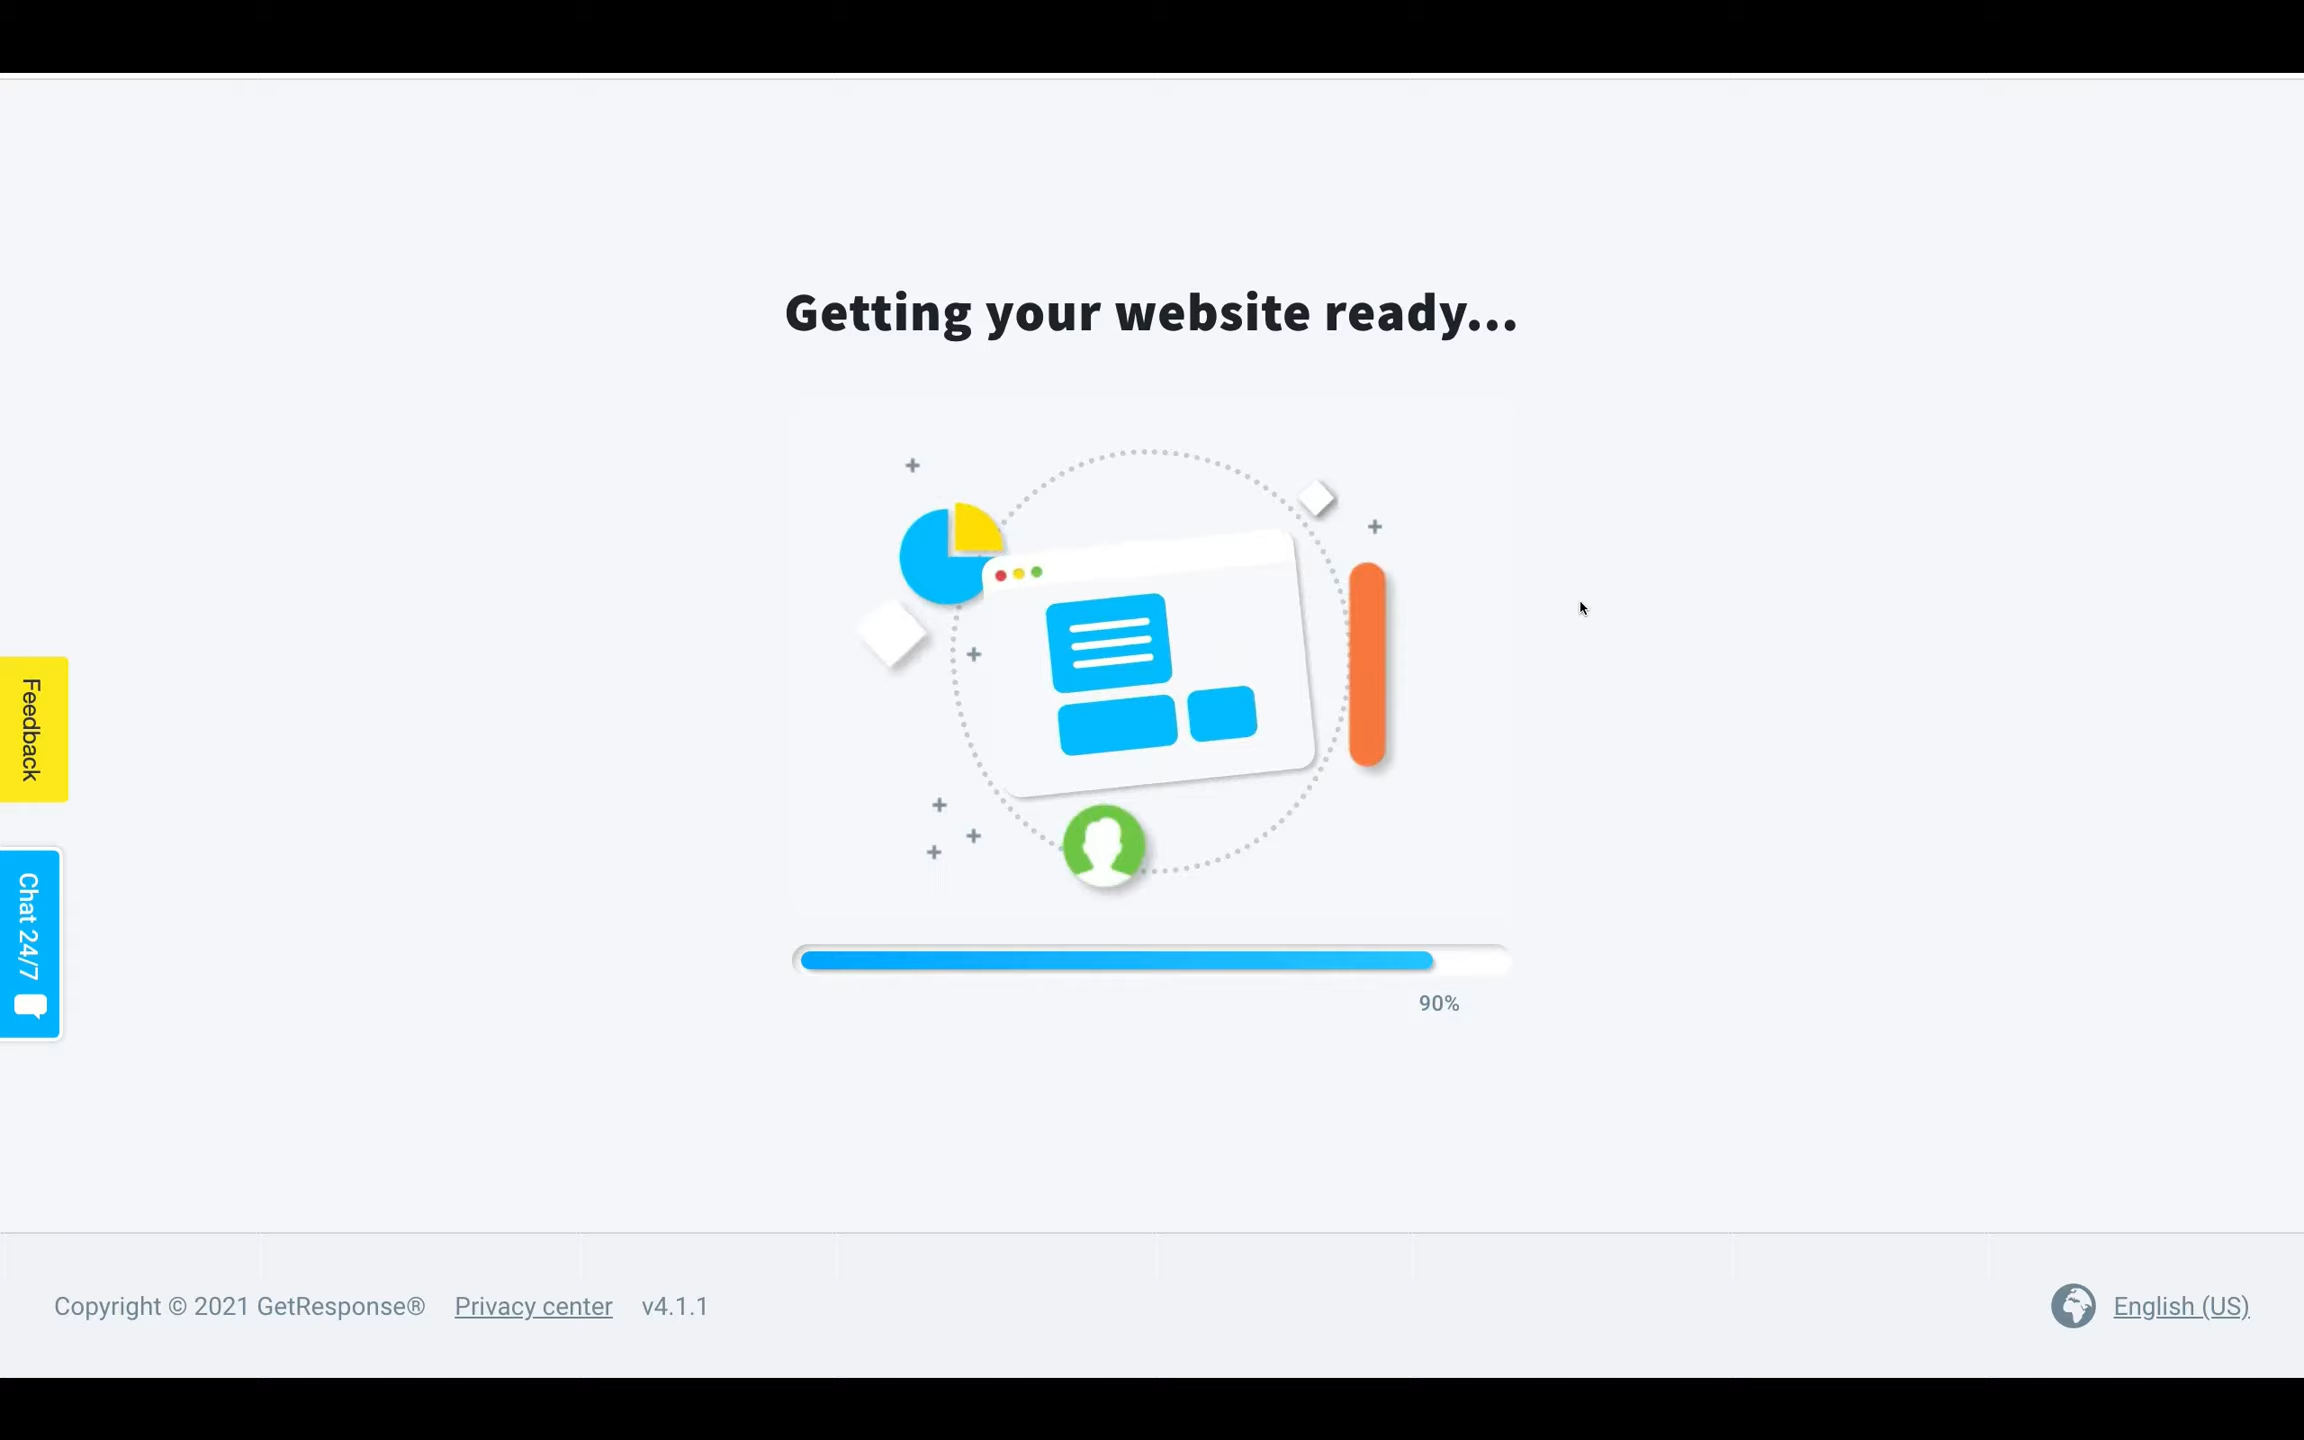 Getting your website ready...
Feedback
Chat 24/7
90%
Copyright © 2021 GetResponse® Privacy center v4.1.1
English (US)